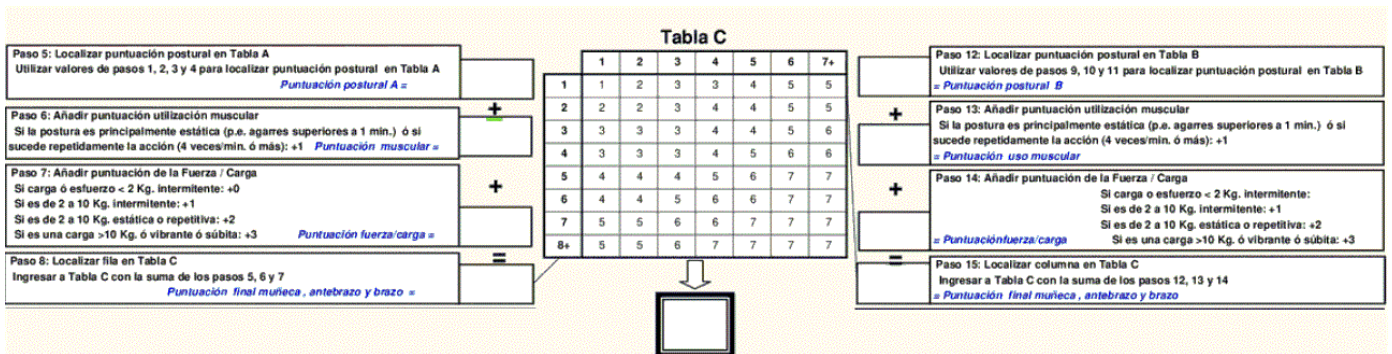 Tabla C
Paso 5: Localizar puntuación postural en Tabla A
Utilizar valores de pasos 1, 2, 3 y 4 para localizar puntuación postural en Tabla A
Puntuación postural A =
+
Paso 6: Añadir puntuación utilización muscular
Si la postura es principalmente estática (p.e. agarres superiores a 1 min.) ó si
sucede repetidamente la acción (4 veces/min. ó más): +1 Puntuación muscular =
+
Paso 7: Añadir puntuación de la Fuerza / Carga
Si carga ó esfuerzo < 2 Kg. intermitente: +0
Si es de 2 a 10 Kg. intermitente: +1
Si es de 2 a 10 Kg. estática o repetitiva: +2
Si es una carga >10 Kg. ó vibrante ó súbita: +3 Puntuación fuerza/carga =
=
Paso 8: Localizar fila en Tabla C
Ingresar a Tabla C con la suma de los pasos 5, 6 y 7
Puntuación final muñeca, antebrazo y brazo =
1 2 3 4 5 6 7+
1 1 2 3 3 4 5 5
2 2 2 3 4 4 5 5
3 3 3 3 4 4 5 6
4 3 3 3 4 5 6 6
5 4 4 4 5 6 7 7
6 4 4 5 6 6 7 7
7 5 5 6 6 7 7 7
8+ 5 5 6 7 7 7 7
Paso 12: Localizar puntuación postural en Tabla B
Utilizar valores de pasos 9, 10 y 11 para localizar puntuación postural en Tabla B
= Puntuación postural B
+
Paso 13: Añadir puntuación utilización muscular
Si la postura es principalmente estática (p.e. agarres superiores a 1 min.) ó si
sucede repetidamente la acción (4 veces/min. ó más): +1
= Puntuación uso muscular
+
Paso 14: Añadir puntuación de la Fuerza / Carga
Si carga o esfuerzo < 2 Kg. intermitente:
Si es de 2 a 10 Kg. intermitente: +1
Si es de 2 a 10 Kg. estática o repetitiva: +2
= Puntuaciónfuerza/carga Si es una carga >10 Kg. ó vibrante ó súbita: +3
=
Paso 15: Localizar columna en Tabla C
Ingresar a Tabla C con la suma de los pasos 12, 13 y 14
= Puntuación final muñeca, antebrazo y brazo